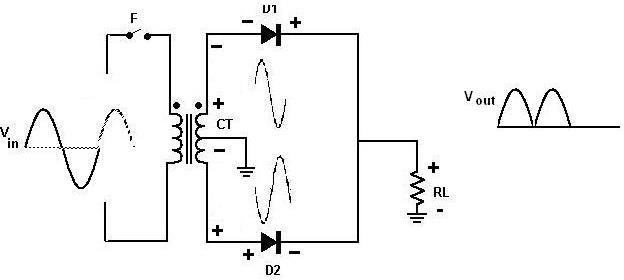 D1
F
- +
-
V out
V in
+
CT
-
+
RL
-
+
+ -
D2